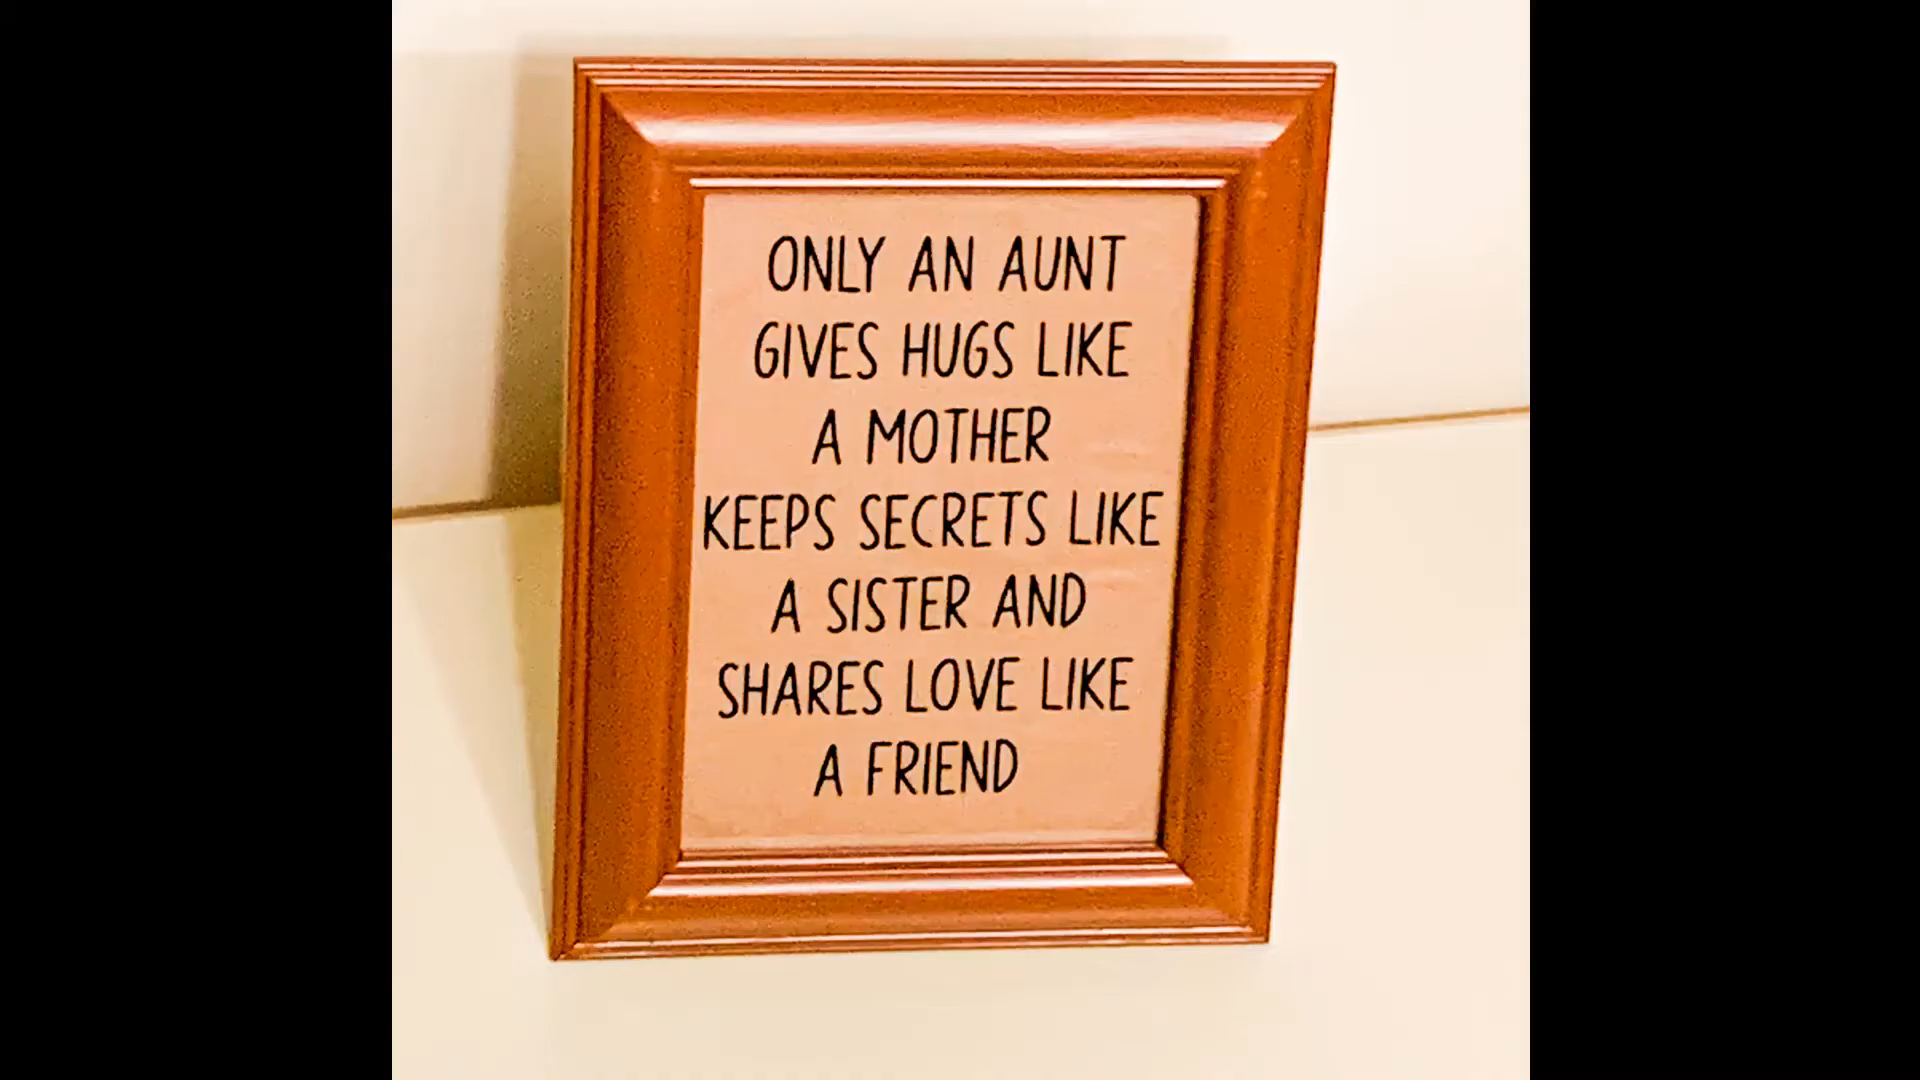 ONLY AN AUNT
GIVES HUGS LIKE
A MOTHER
KEEPS SECRETS LIKE
A SISTER AND
SHARES LOVE LIKE
A FRIEND